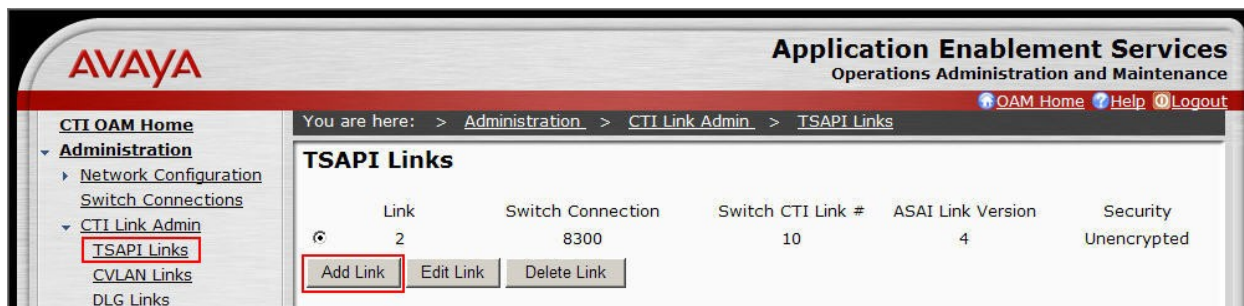 AVAYA
Application Enablement Services
Operations Administration and Maintenance
OAM Home ?Help Logout
CTI OAM Home
Administration
Network Configuration
Switch Connections
CTI Link Admin
TSAPI Links
CVLAN Links
DLG Links
You are here: > Administration > CTI Link Admin > TSAPI Links
TSAPI Links
Link Switch Connection Switch CTI Link # ASAI Link Version Security
2 8300 10 4 Unencrypted
Add Link Edit Link Delete Link